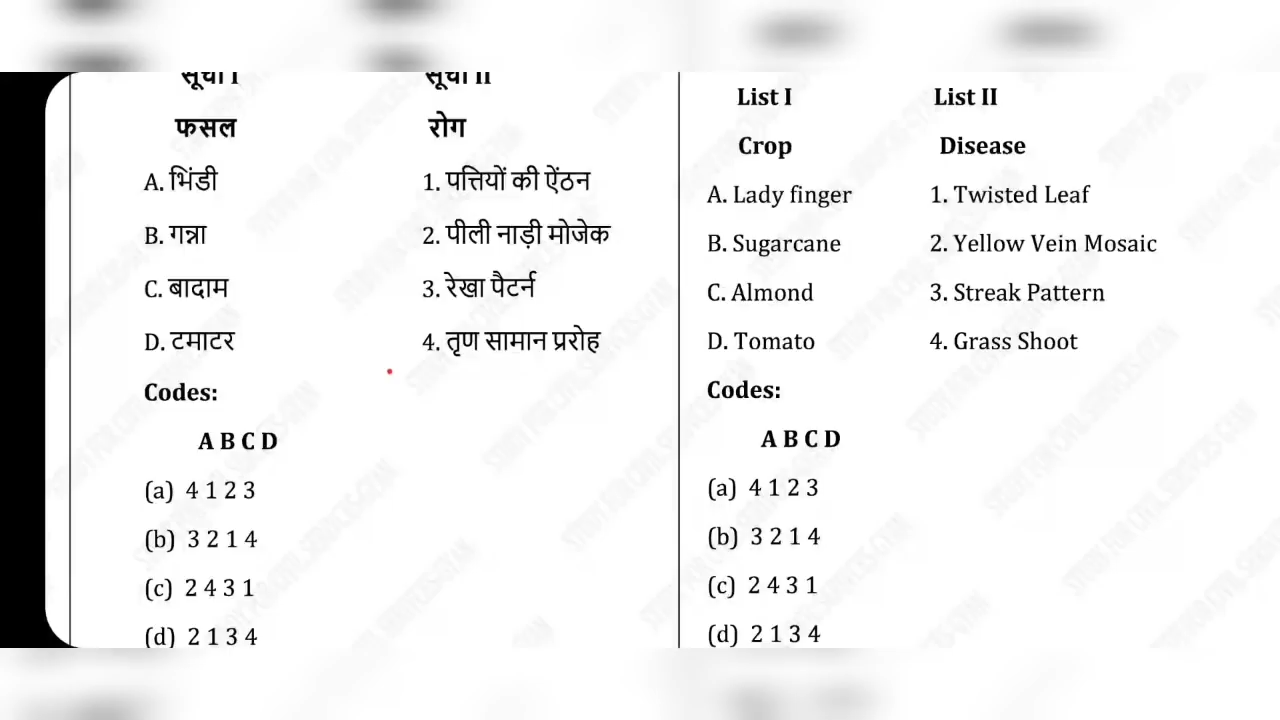 सूची I सूची II
फसल रोग
A. भिंडी 1. पत्तियों की ऐंठन
B. गन्ना 2. पीली नाड़ी मोजेक
C. बादाम 3. रेखा पैटर्न
D. टमाटर 4. तृण सामान प्ररोह
Codes:
A B C D
(a) 4 1 2 3
(b) 3 2 1 4
(c) 2 4 3 1
(d) 2 1 3 4
List I List II
Crop Disease
A. Lady finger 1. Twisted Leaf
B. Sugarcane 2. Yellow Vein Mosaic
C. Almond 3. Streak Pattern
D. Tomato 4. Grass Shoot
Codes:
A B C D
(a) 4 1 2 3
(b) 3 2 1 4
(c) 2 4 3 1
(d) 2 1 3 4